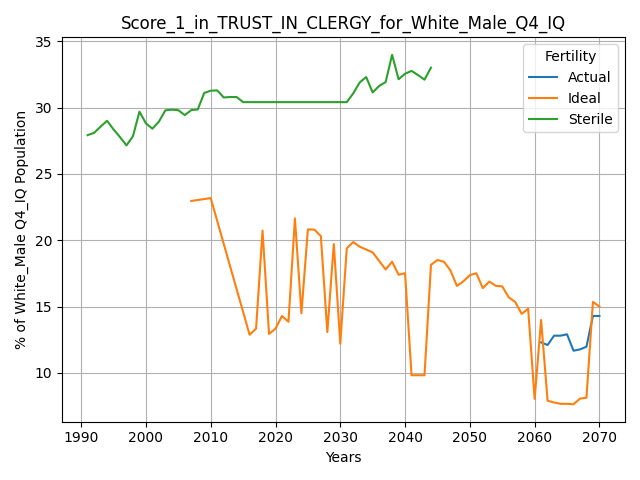 Score_1_in_TRUST_IN_CLERGY_for_White_Male_Q4_IQ
% of White_Male Q4_IQ Population
35
30
25
20
15
10
Fertility
Actual
Ideal
Sterile
1990 2000 2010 2020 2030 2040 2050 2060 2070
Years